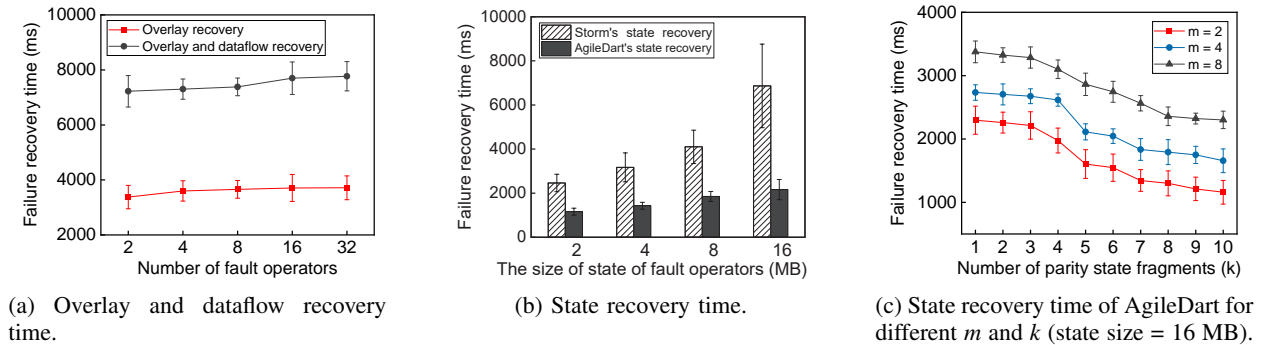 10000
8000
6000
4000
2000
Failure recovery time (ms)
Overlay recovery
Overlay and dataflow recovery
2 4 8 16 32
Number of fault operators
(a) Overlay and dataflow recovery
time.
10000
8000
6000
4000
2000
0
Failure recovery time (ms)
Storm's state recovery
AgileDart's state recovery
2 4 8 16
The size of state of fault operators (MB)
(b) State recovery time.
4000
3000
2000
1000
Failure recovery time (ms)
m = 2
m = 4
m = 8
1 2 3 4 5 6 7 8 9 10
Number of parity state fragments (k)
(c) State recovery time of AgileDart for
different m and k (state size = 16 MB).